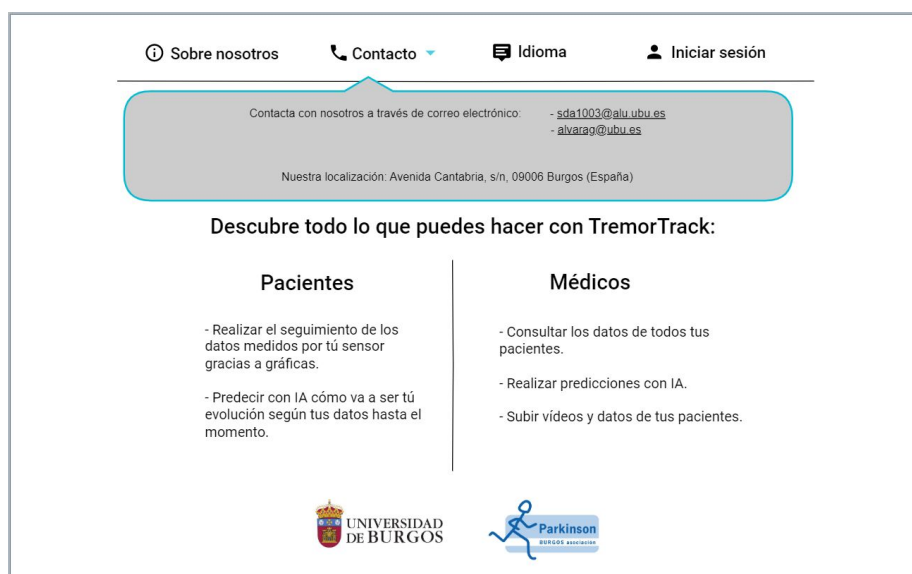 Sobre nosotros
Contacto
Idioma
Iniciar sesión
Contacta con nosotros a través de correo electrónico:
- sda1003@alu.ubu.es
- alvarag@ubu.es
Nuestra localización: Avenida Cantabria, s/n, 09006 Burgos (España)
Descubre todo lo que puedes hacer con TremorTrack:
Pacientes
- Realizar el seguimiento de los
datos medidos por tú sensor
gracias a gráficas.
- Predecir con IA cómo va a ser tú
evolución según tus datos hasta el
momento.
Médicos
- Consultar los datos de todos tus
pacientes.
- Realizar predicciones con IA.
- Subir vídeos y datos de tus pacientes.
UNIVERSIDAD
DE BURGOS
Parkinson
BURGOS asociación